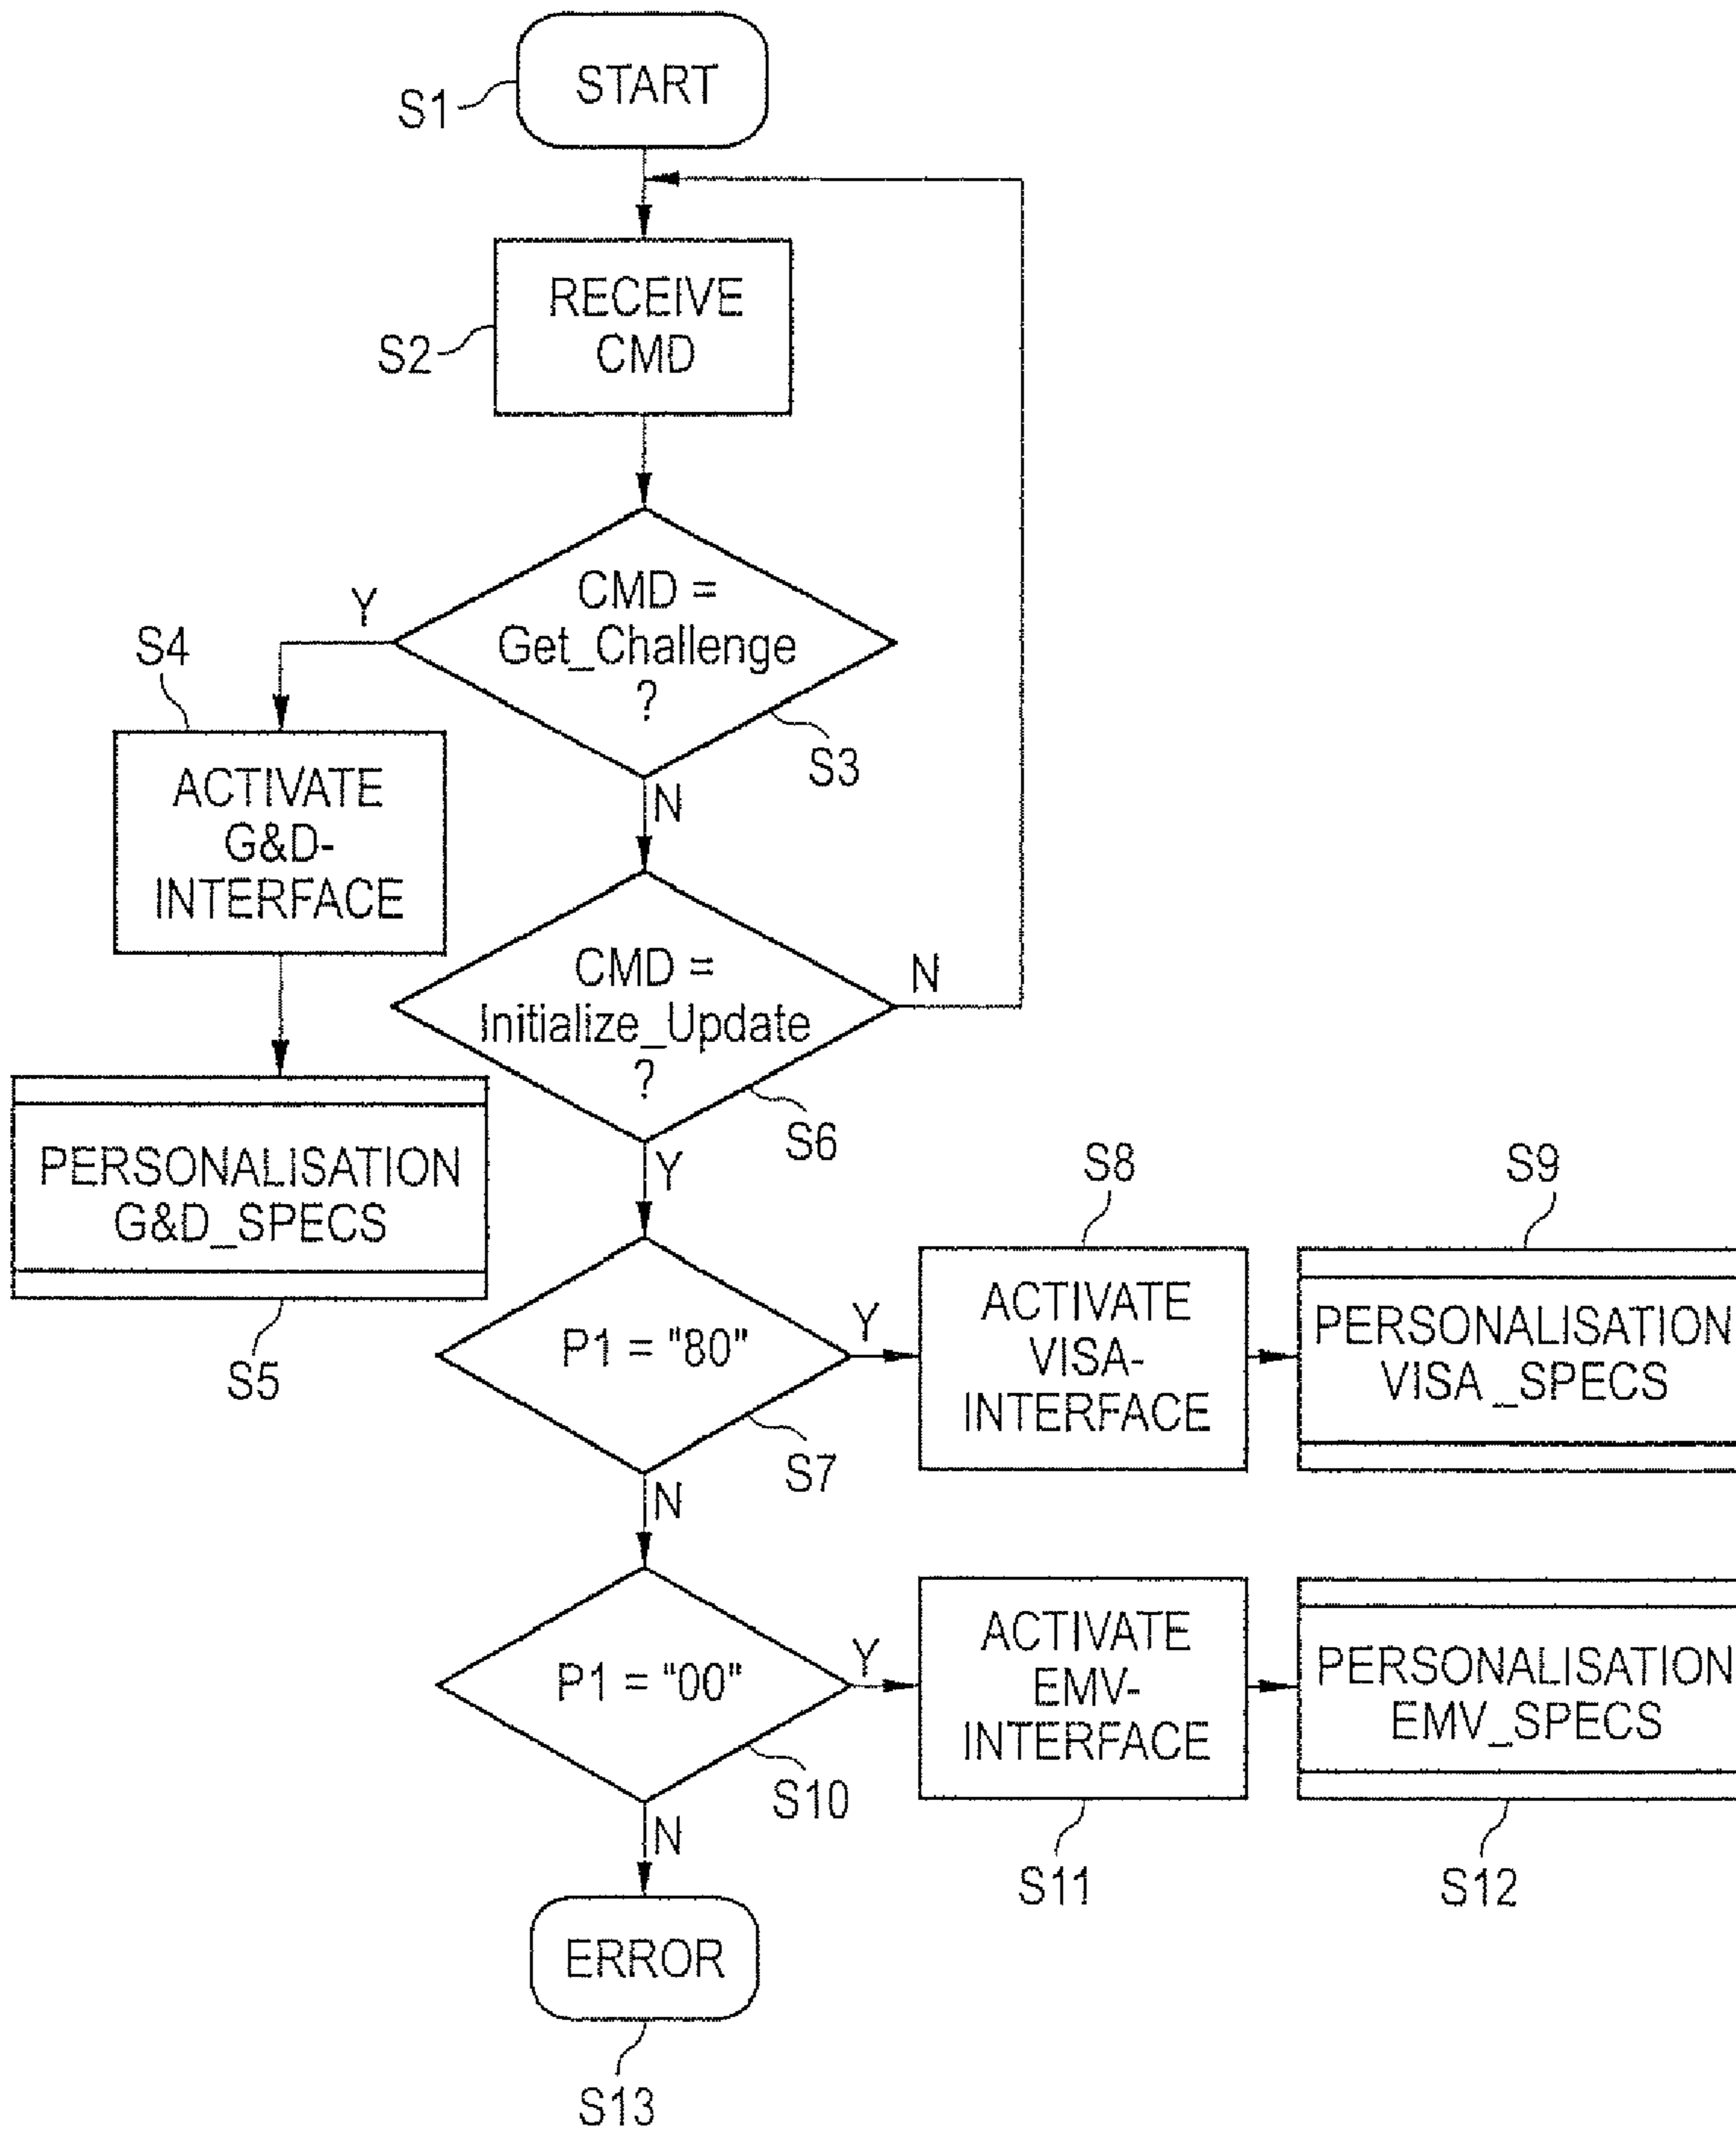 START
S1
RECEIVE
CMD
S2
CMD =
Get_Challenge
?
Y
S4
S3
N
ACTIVATE
G&D-
INTERFACE
CMD =
Initialize_Update
?
N
S6
Y
PERSONALISATION
G&D_SPECS
S5
S8
S9
P1 = "80"
Y
S7
N
ACTIVATE
VISA-
INTERFACE
PERSONALISATION
VISA _SPECS
P1 = "00"
Y
S10
N
ACTIVATE
EMV-
INTERFACE
PERSONALISATION
EMV_SPECS
S11
S12
ERROR
S13